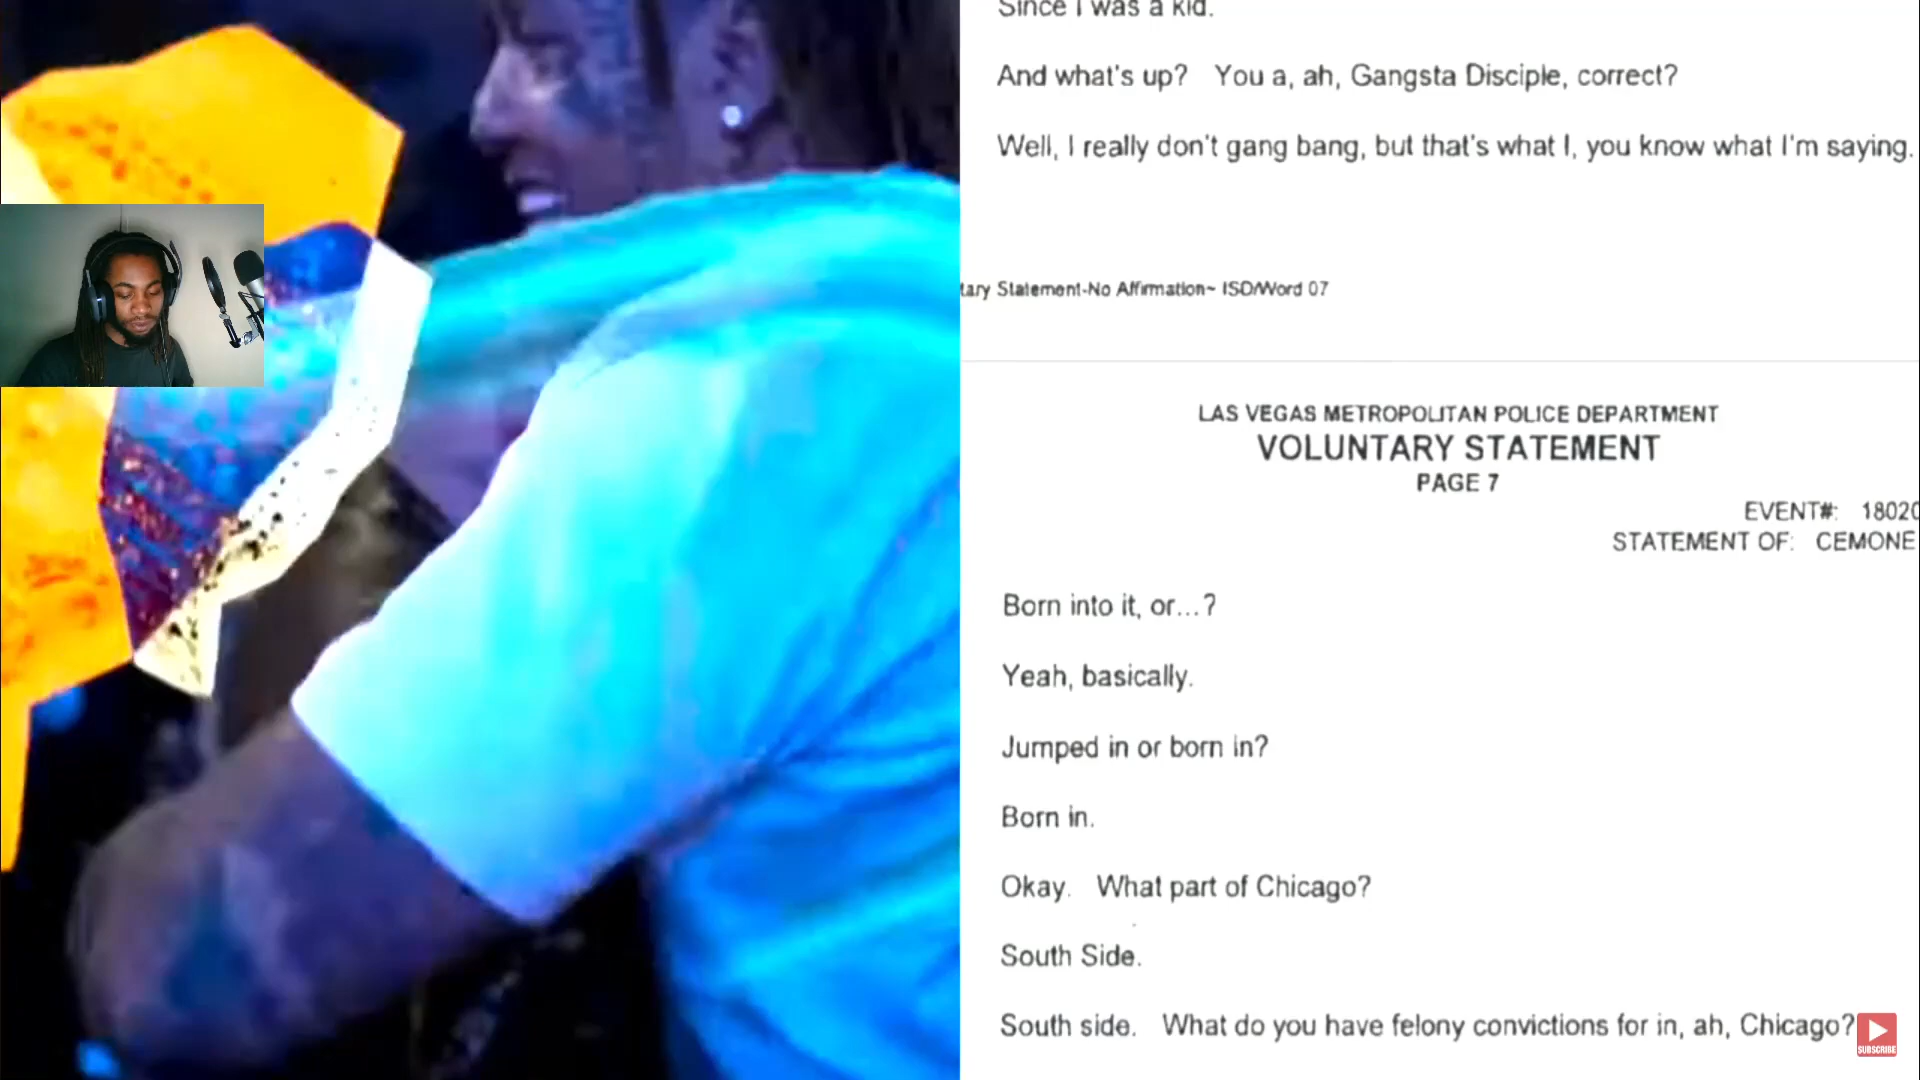 Since I was a kid.
And what's up? You a, ah, Gangsta Disciple, correct?
Well, I really don't gang bang, but that's what I, you know what I'm saying.
tary Statement-No Affirmation~ ISD/Word 07
LAS VEGAS METROPOLITAN POLICE DEPARTMENT
VOLUNTARY STATEMENT
PAGE 7
EVENT#: 18020
STATEMENT OF: CEMONE
Born into it, or...?
Yeah, basically.
Jumped in or born in?
Born in.
Okay. What part of Chicago?
South Side.
South side. What do you have felony convictions for in, ah, Chicago?
SUBSCRIBE